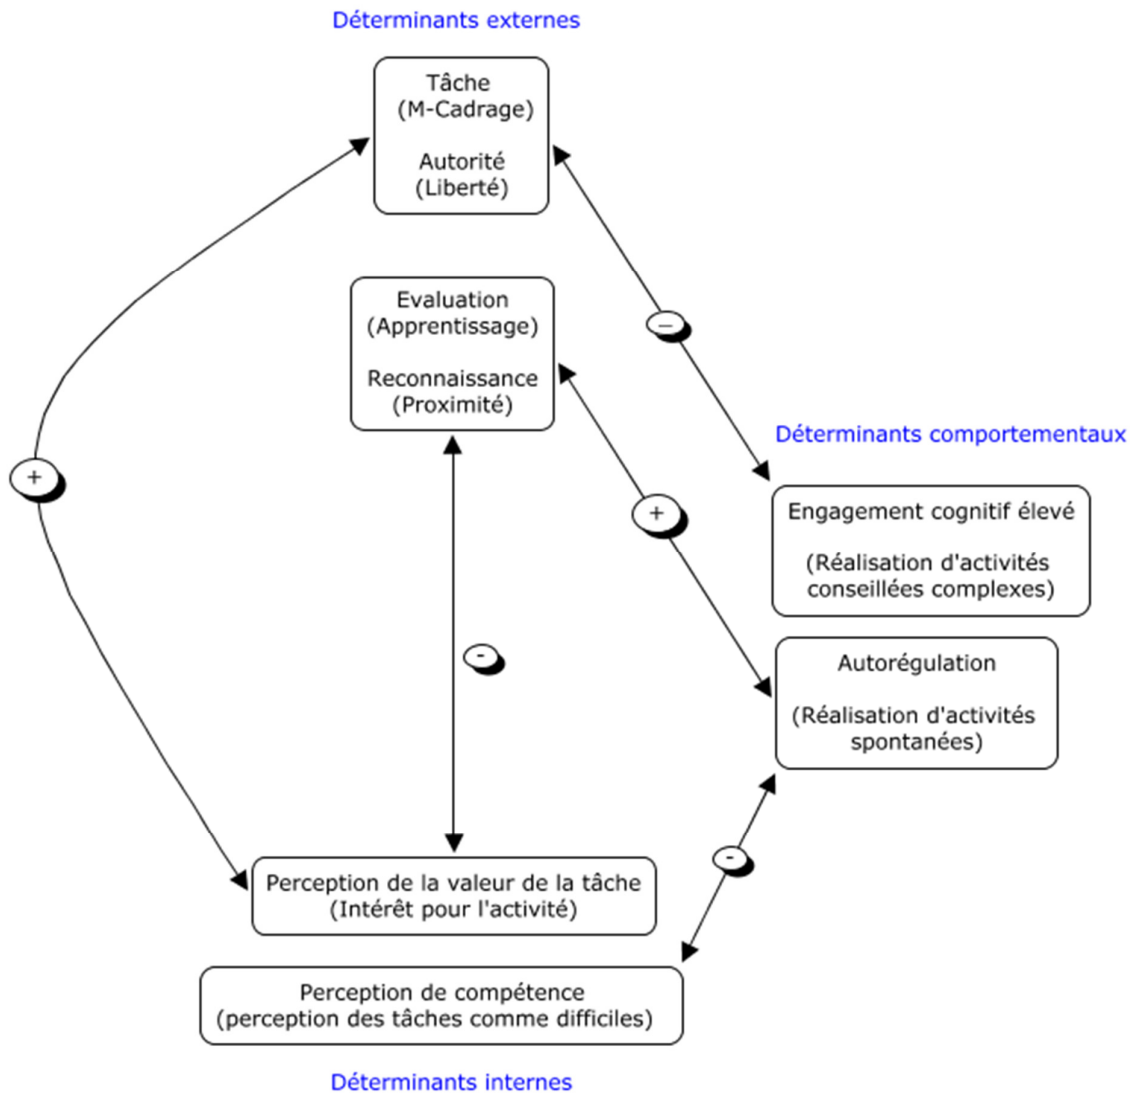 Déterminants externes
Tâche
(M-Cadrage)
Autorité
(Liberté)
Evaluation
(Apprentissage)
Reconnaissance
(Proximité)
–
Déterminants comportementaux
+
Engagement cognitif élevé
(Réalisation d'activités
conseillées complexes)
+
Autorégulation
(Réalisation d'activités
spontanées)
-
-
Perception de la valeur de la tâche
(Intérêt pour l'activité)
Perception de compétence
(perception des tâches comme difficiles)
Déterminants internes